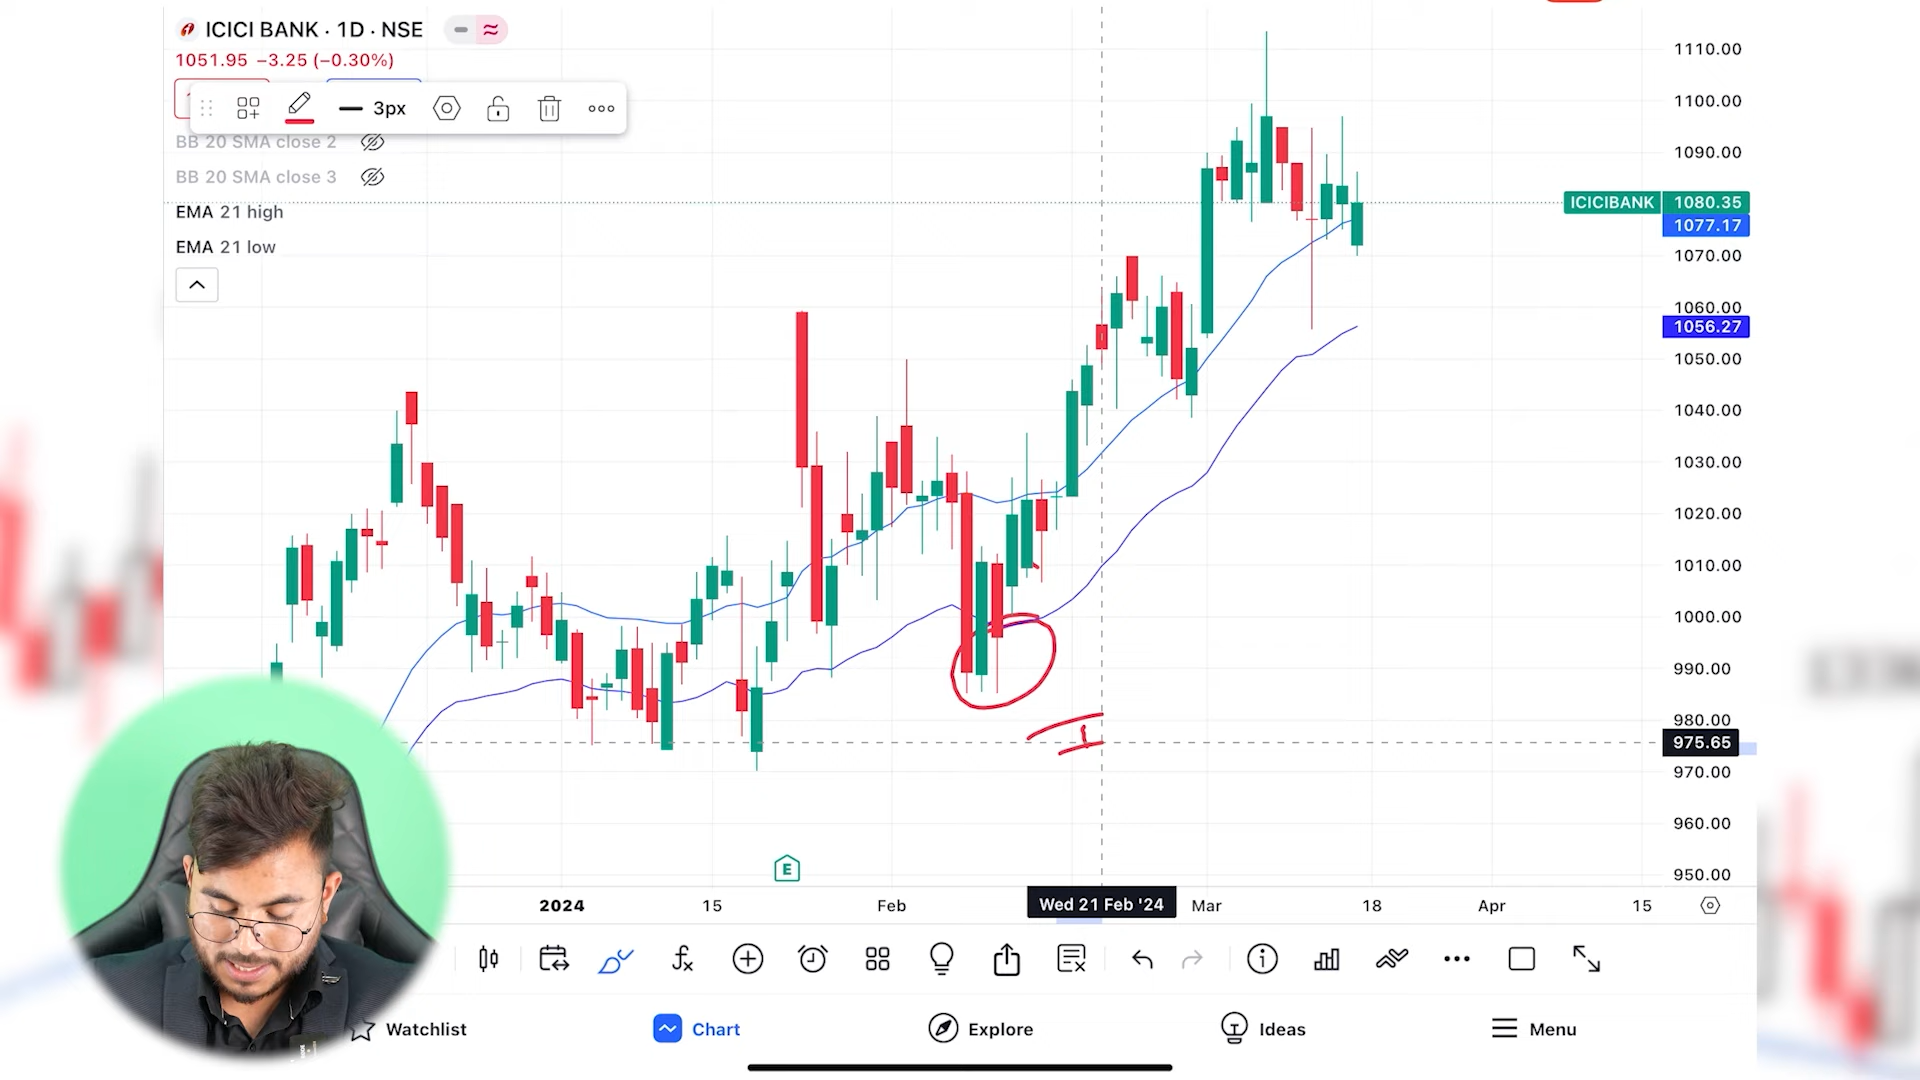 ICICI BANK · 1D · NSE
1051.95 −3.25 (−0.30%)
3px
BB 20 SMA close 2
BB 20 SMA close 3
EMA 21 high
EMA 21 low
1110.00
1100.00
1090.00
ICICIBANK 1080.35
1077.17
1070.00
1060.00
1056.27
1050.00
1040.00
1030.00
1020.00
1010.00
1000.00
990.00
980.00
975.65
970.00
960.00
950.00
E
2024 15 Feb Wed 21 Feb '24 Mar 18 Apr 15
Watchlist Chart Explore Ideas Menu